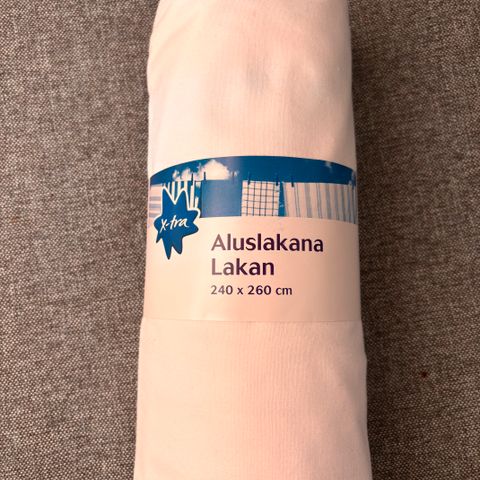 x-tra
Aluslakana
Lakan
240 x 260 cm